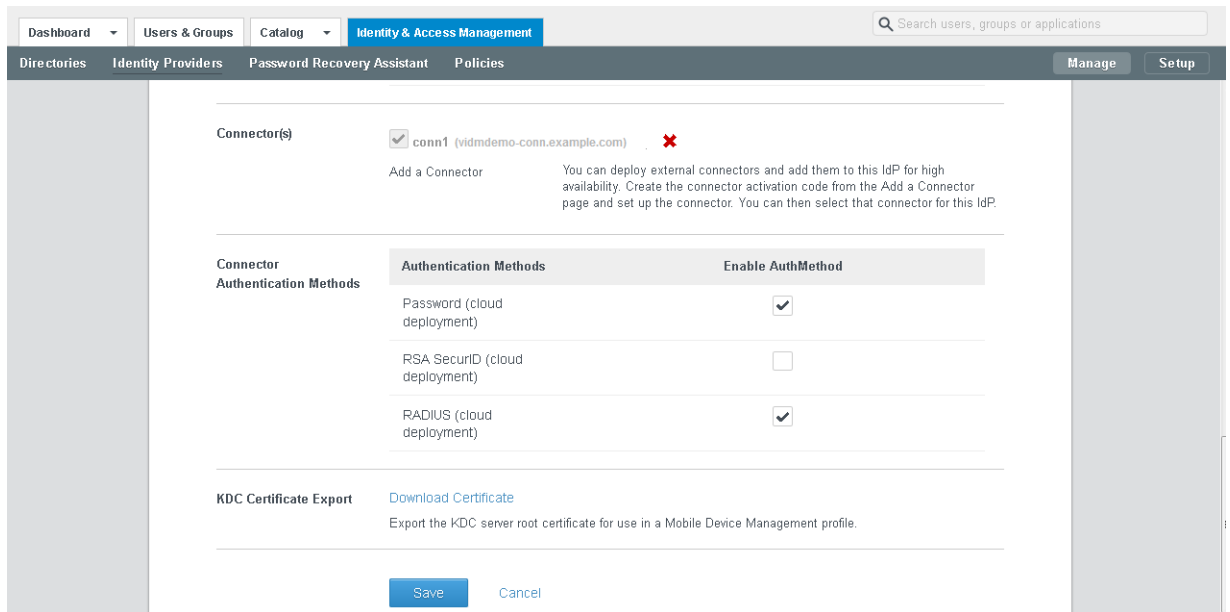 Dashboard Users & Groups Catalog Identity & Access Management Search users, groups or applications
Directories Identity Providers Password Recovery Assistant Policies Manage Setup
Connector(s)
conn1 (vidmdemo-conn.example.com)
Add a Connector
You can deploy external connectors and add them to this IdP for high
availability. Create the connector activation code from the Add a Connector
page and set up the connector. You can then select that connector for this IdP.
Connector
Authentication Methods
Authentication Methods Enable AuthMethod
Password (cloud
deployment)
RSA SecurID (cloud
deployment)
RADIUS (cloud
deployment)
KDC Certificate Export
Download Certificate
Export the KDC server root certificate for use in a Mobile Device Management profile.
Save Cancel